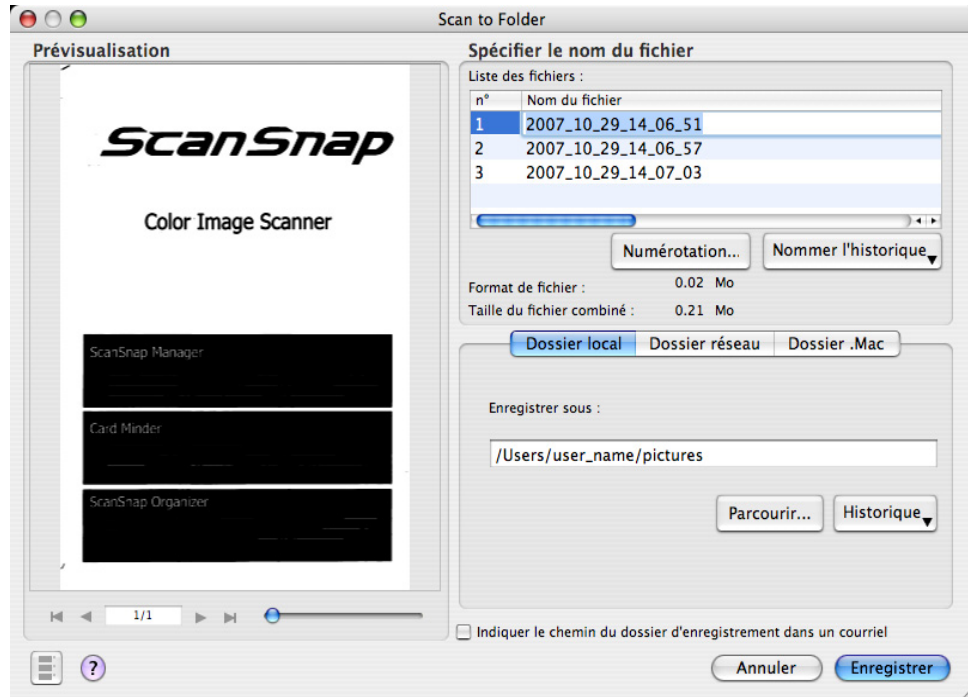 Scan to Folder
Prévisualisation
ScanSnap
Color Image Scanner
ScanSnap Manager
Card Minder
ScanSnap Organizer
1/1
?
Spécifier le nom du fichier
Liste des fichiers :
n° Nom du fichier
1 2007_10_29_14_06_51
2 2007_10_29_14_06_57
3 2007_10_29_14_07_03
Numérotation... Nommer l'historique
Format de fichier : 0.02 Mo
Taille du fichier combiné : 0.21 Mo
Dossier local Dossier réseau Dossier .Mac
Enregistrer sous :
/Users/user_name/pictures
Parcourir... Historique
Indiquer le chemin du dossier d'enregistrement dans un courriel
Annuler Enregistrer